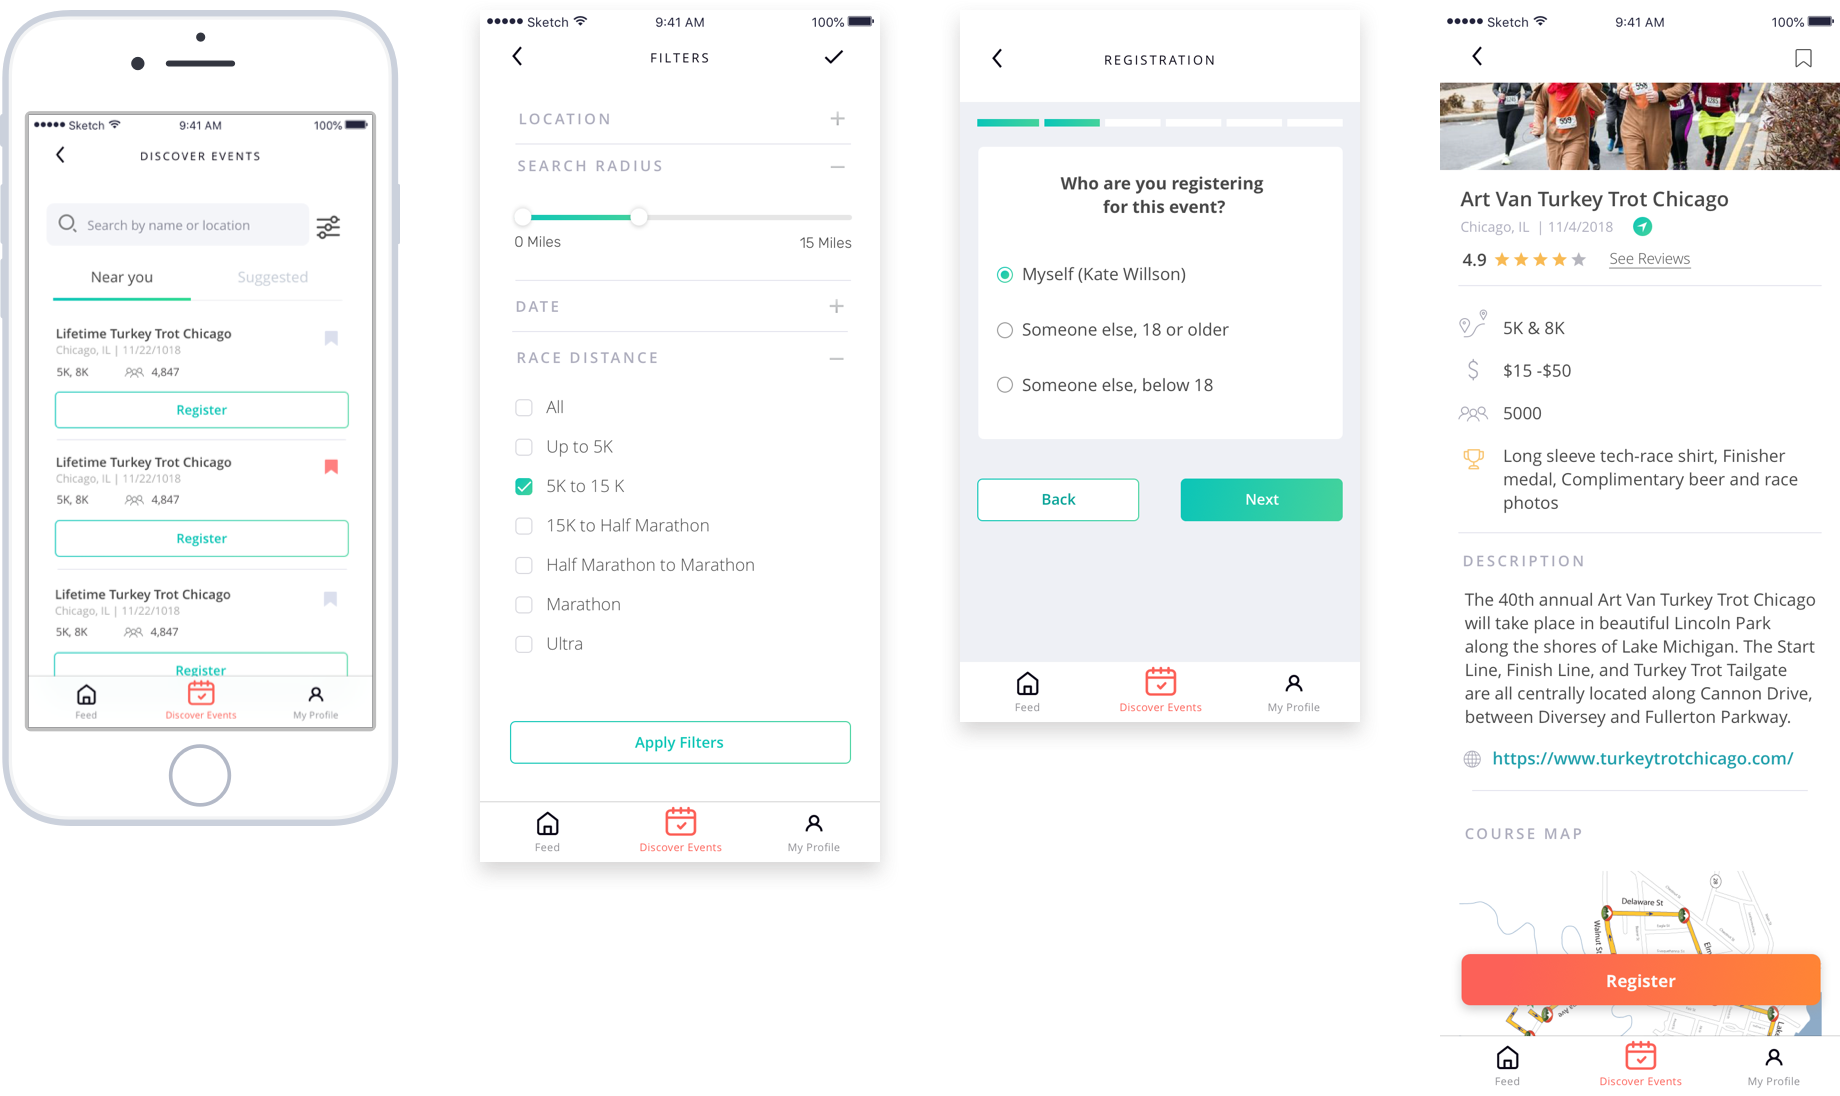 Sketch
9:41 AM
100%
DISCOVER EVENTS
Search by name or location
Near you
Suggested
Lifetime Turkey Trot Chicago
Chicago, IL | 11/22/1018
5K, 8K
4,847
Register
Lifetime Turkey Trot Chicago
Chicago, IL | 11/22/1018
5K, 8K
4,847
Register
Lifetime Turkey Trot Chicago
Chicago, IL | 11/22/1018
5K, 8K
4,847
Register
Feed
Discover Events
My Profile
Sketch
9:41 AM
100%
FILTERS
LOCATION
SEARCH RADIUS
0 Miles
15 Miles
DATE
RACE DISTANCE
All
Up to 5K
5K to 15 K
15K to Half Marathon
Half Marathon to Marathon
Marathon
Ultra
Apply Filters
Feed
Discover Events
My Profile
REGISTRATION
Who are you registering
for this event?
Myself (Kate Willson)
Someone else, 18 or older
Someone else, below 18
Back
Next
Feed
Discover Events
My Profile
Sketch
9:41 AM
100%
559
558
Art Van Turkey Trot Chicago
Chicago, IL | 11/4/2018
4.9
See Reviews
5K & 8K
$15 -$50
5000
Long sleeve tech-race shirt, Finisher
medal, Complimentary beer and race
photos
DESCRIPTION
The 40th annual Art Van Turkey Trot Chicago
will take place in beautiful Lincoln Park
along the shores of Lake Michigan. The Start
Line, Finish Line, and Turkey Trot Tailgate
are all centrally located along Cannon Drive,
between Diversey and Fullerton Parkway.
https://www.turkeytrotchicago.com/
COURSE MAP
Delaware St
Walnut St
Elm
Register
Feed
Discover Events
My Profile